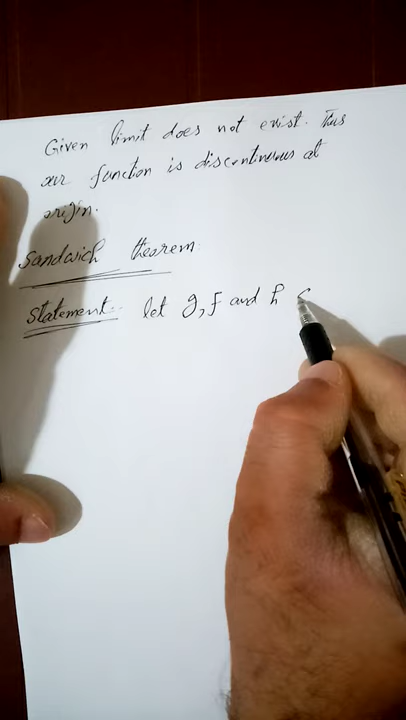 Given limit does not exist. Thus
our function is discontinuous at
origin.
Sandwich theorem.
Statement:. let g, f and h